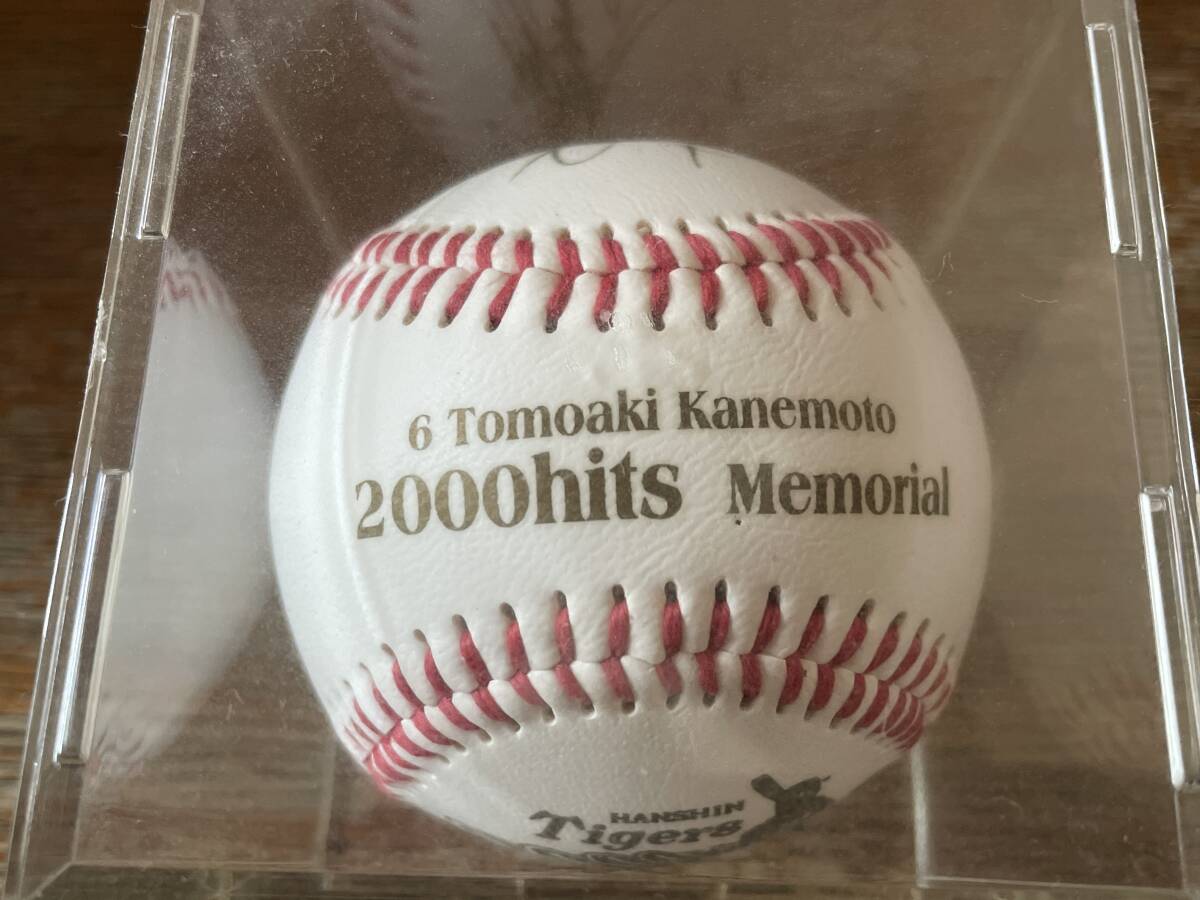 6 Tomoaki Kanemoto
2000hits Memorial
HANSHIN
Tigers